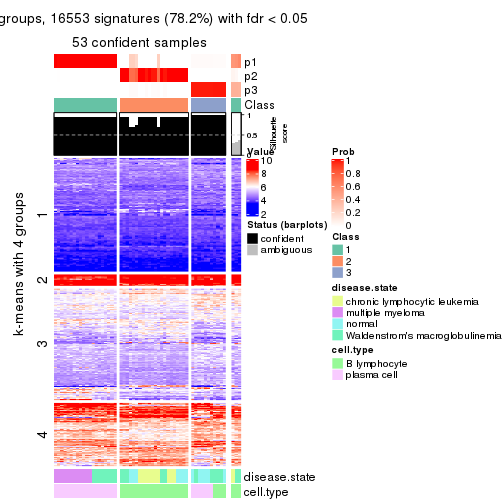 groups, 16553 signatures (78.2%) with fdr < 0.05
53 confident samples
p1
p2
p3
Class
1
0.5
0
Silhouette
score
k-means with 4 groups
1
2
3
4
disease.state
cell.type
Value
10
8
6
4
2
Status (barplots)
confident
ambiguous
Prob
1
0.8
0.6
0.4
0.2
0
Class
1
2
3
disease.state
chronic lymphocytic leukemia
multiple myeloma
normal
Waldenstrom's macroglobulinemia
cell.type
B lymphocyte
plasma cell